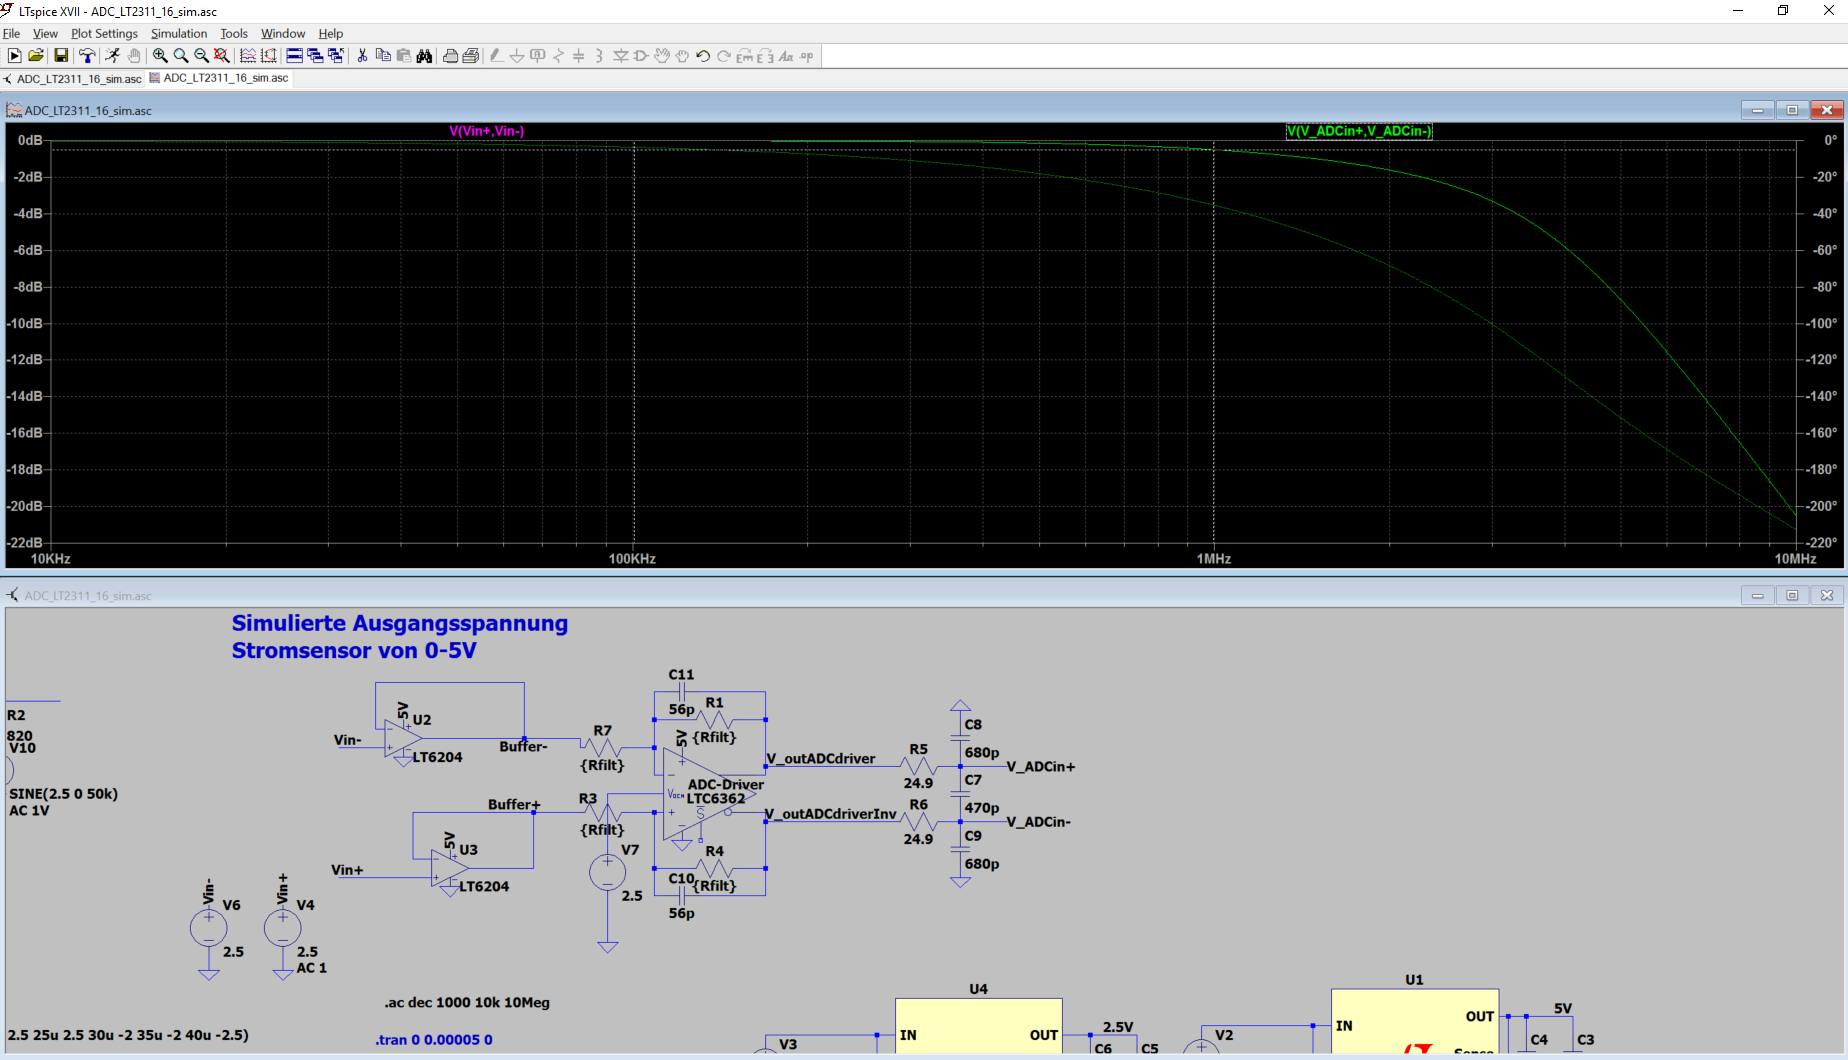 LTspice XVII - ADC_LT2311_16_sim.asc
File View Plot Settings Simulation Tools Window Help
ADC_LT2311_16_sim.asc ADC_LT2311_16_sim.asc
ADC_LT2311_16_sim.asc
V(Vin+,Vin-) V(V_ADCin+,V_ADCin-)
0dB 0°
-2dB -20°
-4dB -40°
-6dB -60°
-8dB -80°
-10dB -100°
-12dB -120°
-14dB -140°
-16dB -160°
-18dB -180°
-20dB -200°
-22dB -220°
10KHz 100KHz 1MHz 10MHz
ADC_LT2311_16_sim.asc
Simulierte Ausgangsspannung
Stromsensor von 0-5V
R2
820
V10
SINE(2.5 0 50k)
AC 1V
Vin-
5V
U2
LT6204
Buffer-
R7
{Rfilt}
C11
56p
R1
{Rfilt}
5V
ADC-Driver
LTC6362
VOCM
S
V_outADCdriver
V_outADCdriverInv
R5
24.9
R6
24.9
C8
680p
V_ADCin+
C7
470p
V_ADCin-
C9
680p
Buffer+
R3
{Rfilt}
Vin+
5V
U3
LT6204
V7
2.5
R4
{Rfilt}
C10
56p
Vin-
V6
2.5
Vin+
V4
2.5
AC 1
.ac dec 1000 10k 10Meg
2.5 25u 2.5 30u -2 35u -2 40u -2.5)
.tran 0 0.00005 0
U4
IN OUT
V3
2.5V
C6 C5
U1
IN OUT
V2
5V
C4 C3
Sense